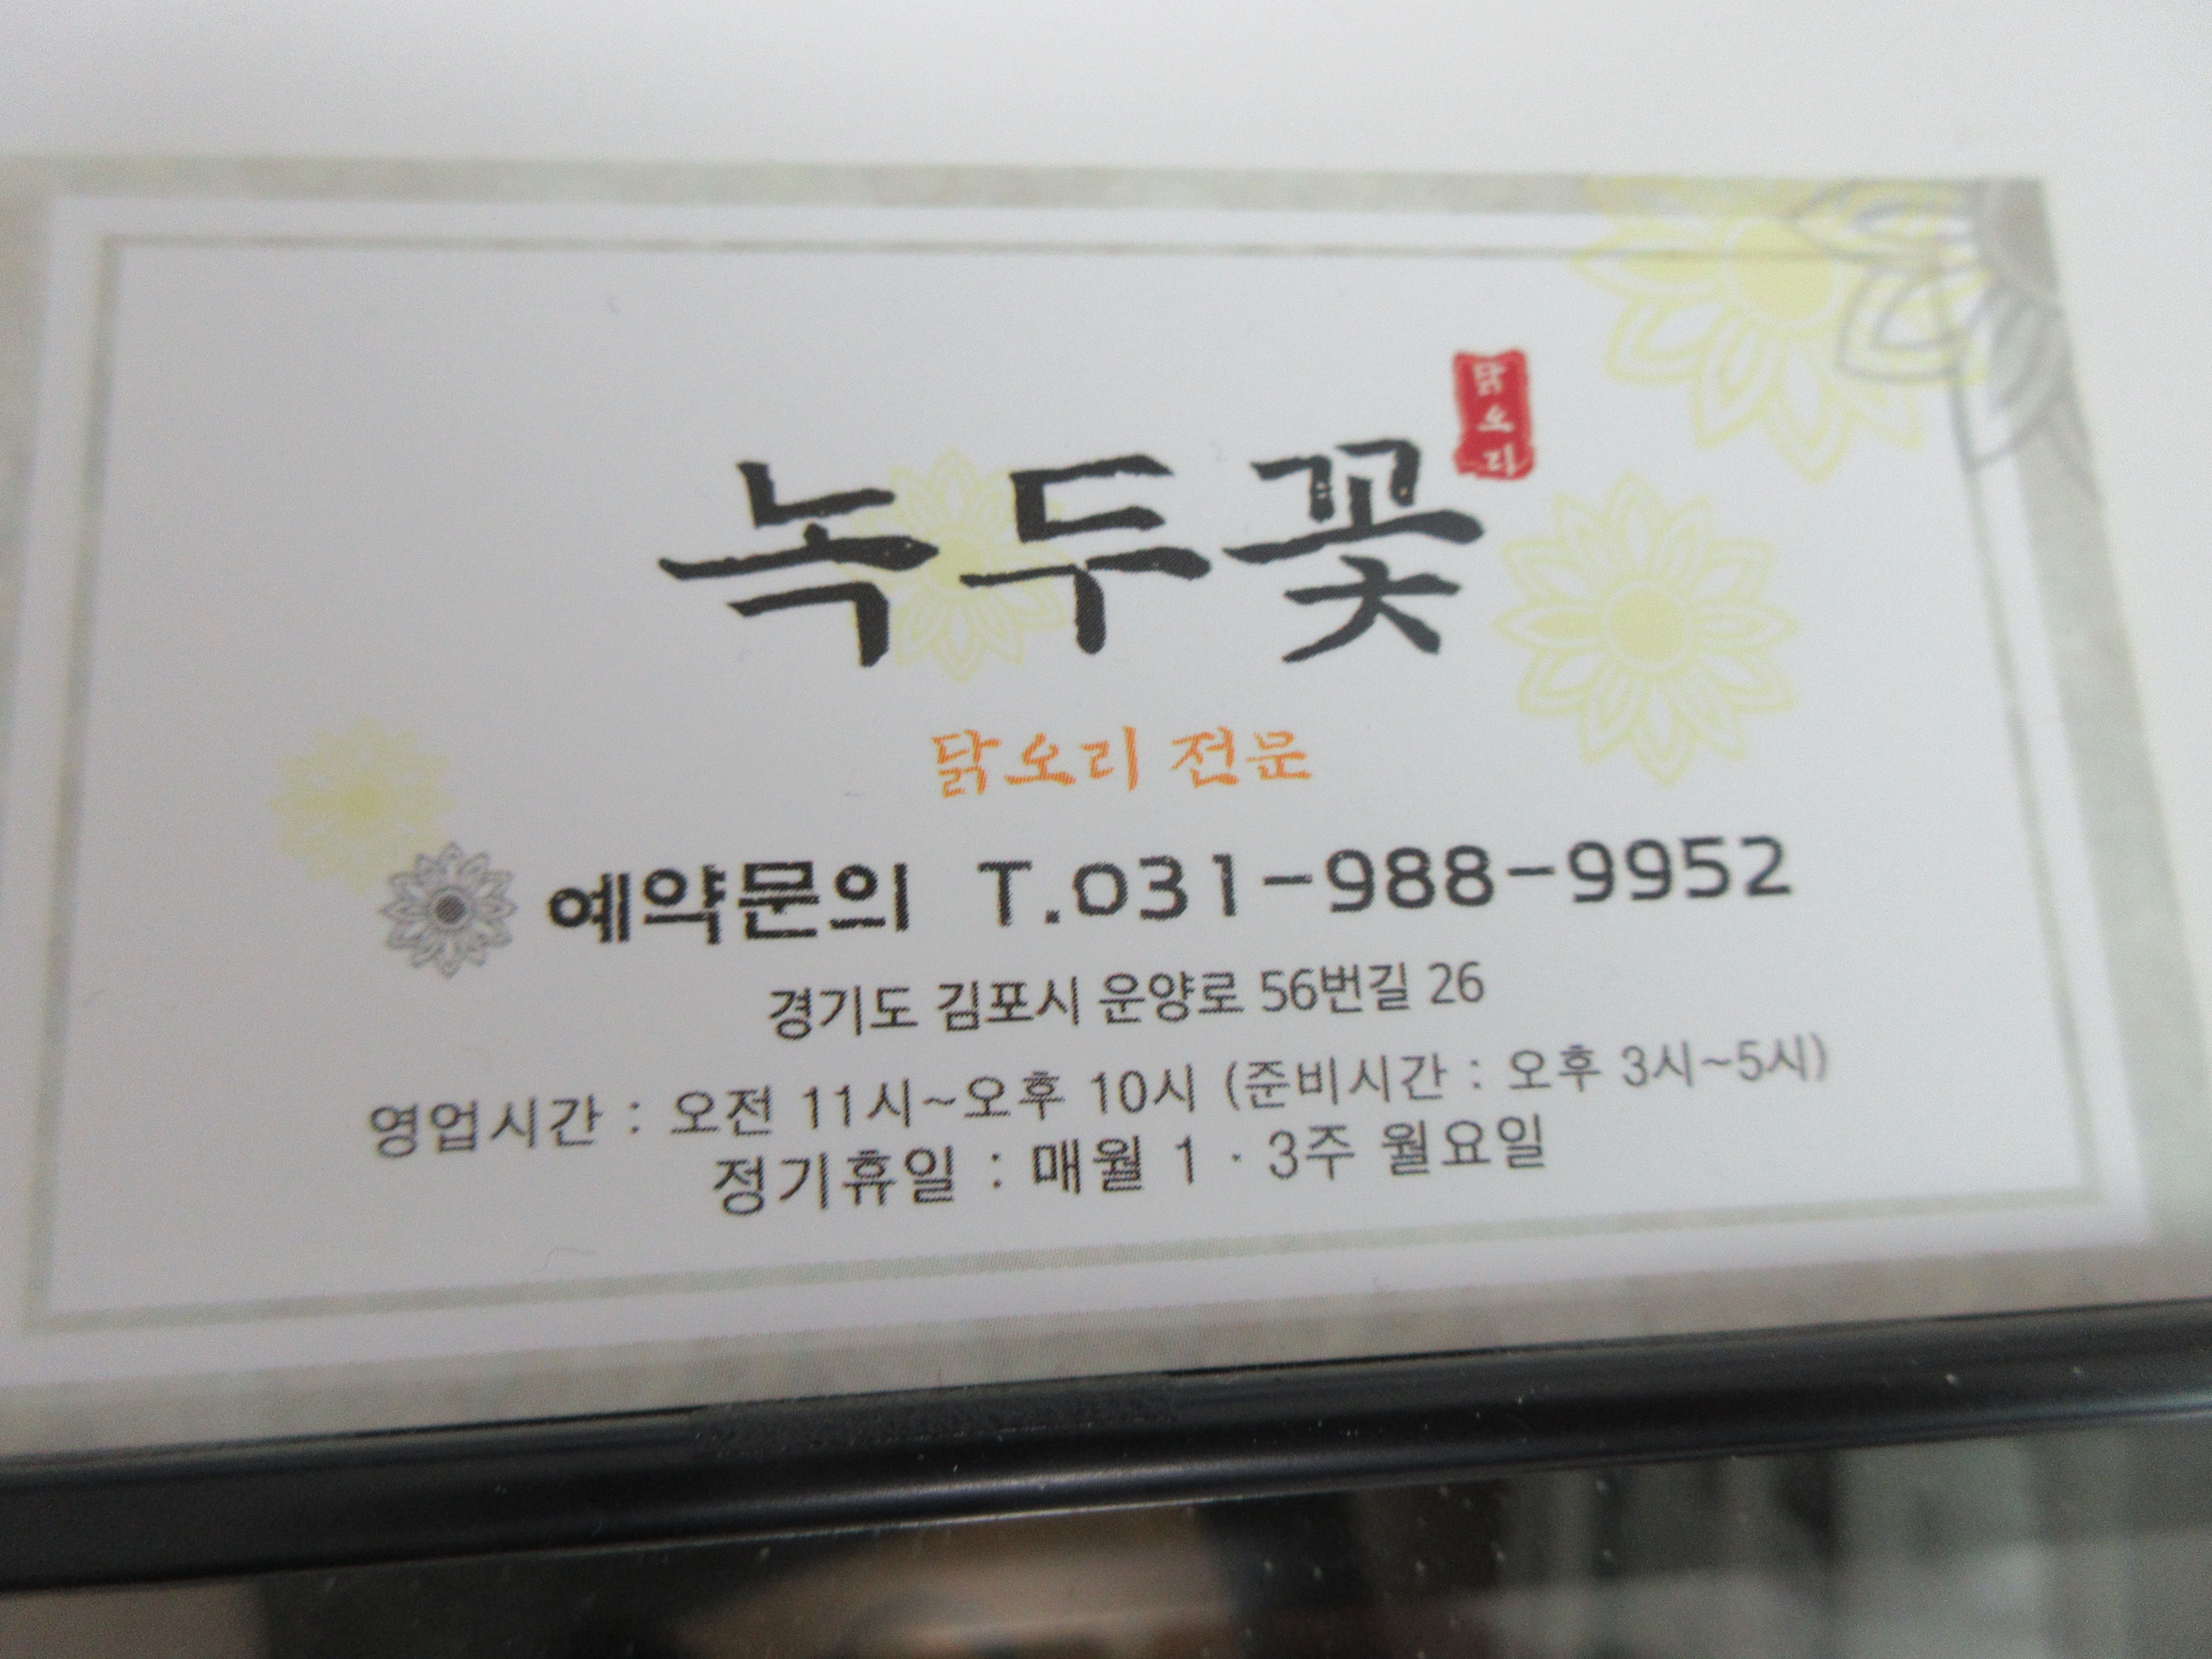 녹두꽃
닭오리
닭오리 전문
예약문의 T.031-988-9952
경기도 김포시 운양로 56번길 26
영업시간 : 오전 11시~오후 10시 (준비시간 : 오후 3시~5시)
정기휴일 : 매월 1 · 3주 월요일